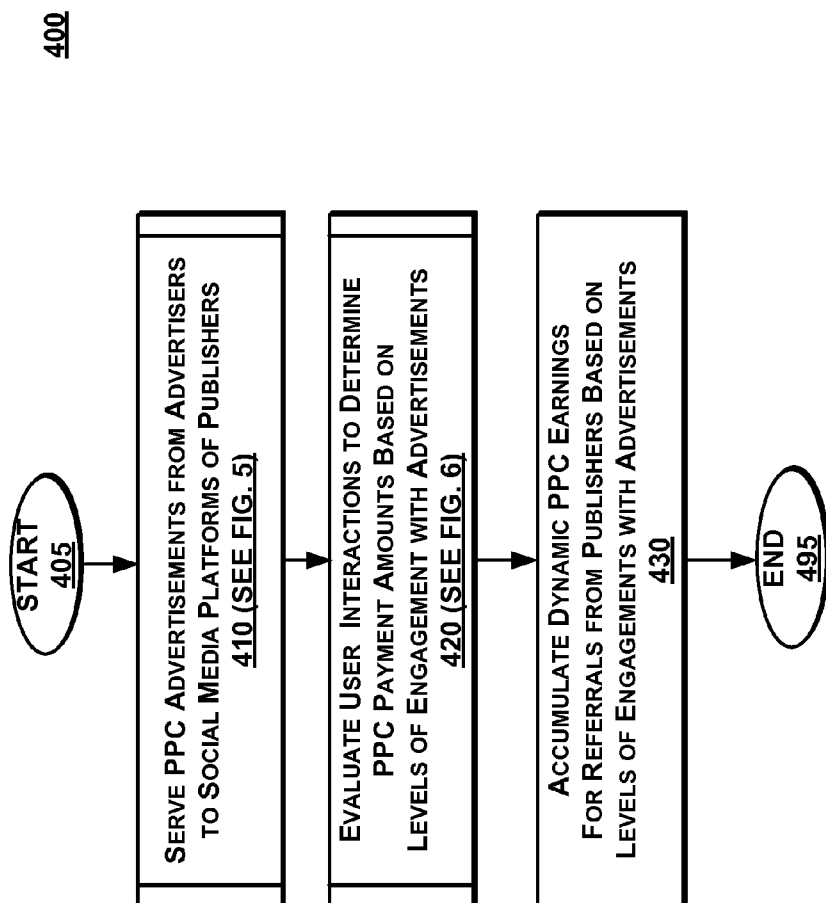 400
START
405
SERVE PPC ADVERTISEMENTS FROM ADVERTISERS
TO SOCIAL MEDIA PLATFORMS OF PUBLISHERS
410 (SEE FIG. 5)
EVALUATE USER INTERACTIONS TO DETERMINE
PPC PAYMENT AMOUNTS BASED ON
LEVELS OF ENGAGEMENT WITH ADVERTISEMENTS
420 (SEE FIG. 6)
ACCUMULATE DYNAMIC PPC EARNINGS
FOR REFERRALS FROM PUBLISHERS BASED ON
LEVELS OF ENGAGEMENTS WITH ADVERTISEMENTS
430
END
495